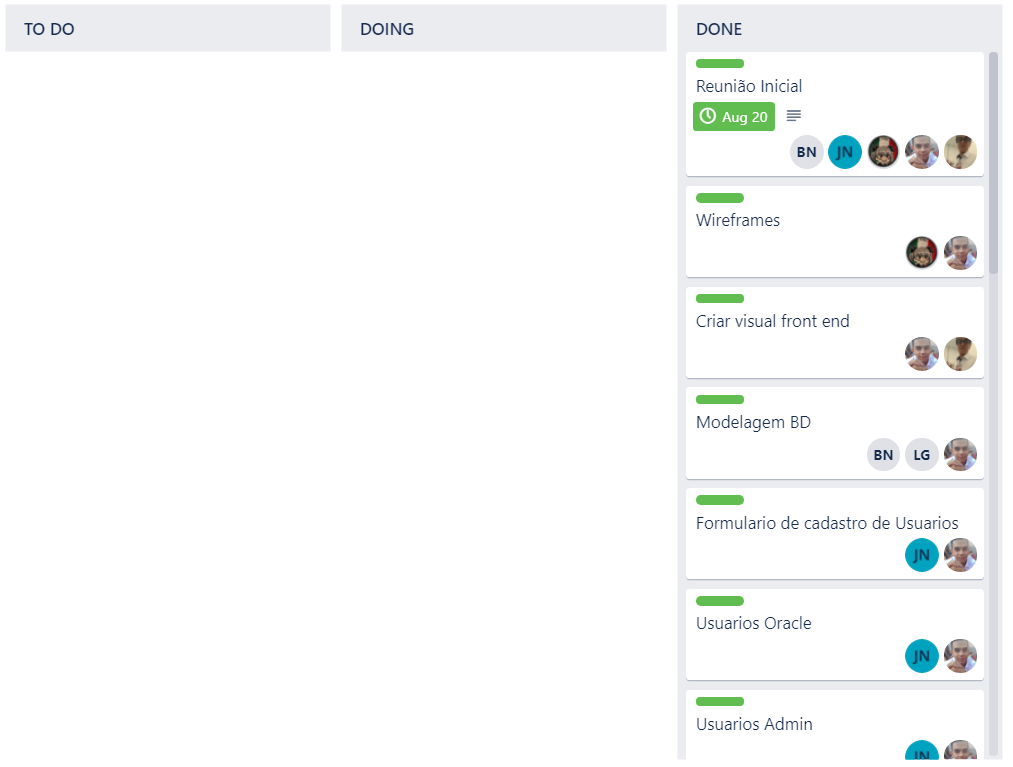 TO DO
DOING
DONE
Reunião Inicial
Aug 20
BN JN
Wireframes
Criar visual front end
Modelagem BD
BN LG
Formulario de cadastro de Usuarios
JN
Usuarios Oracle
JN
Usuarios Admin
JN